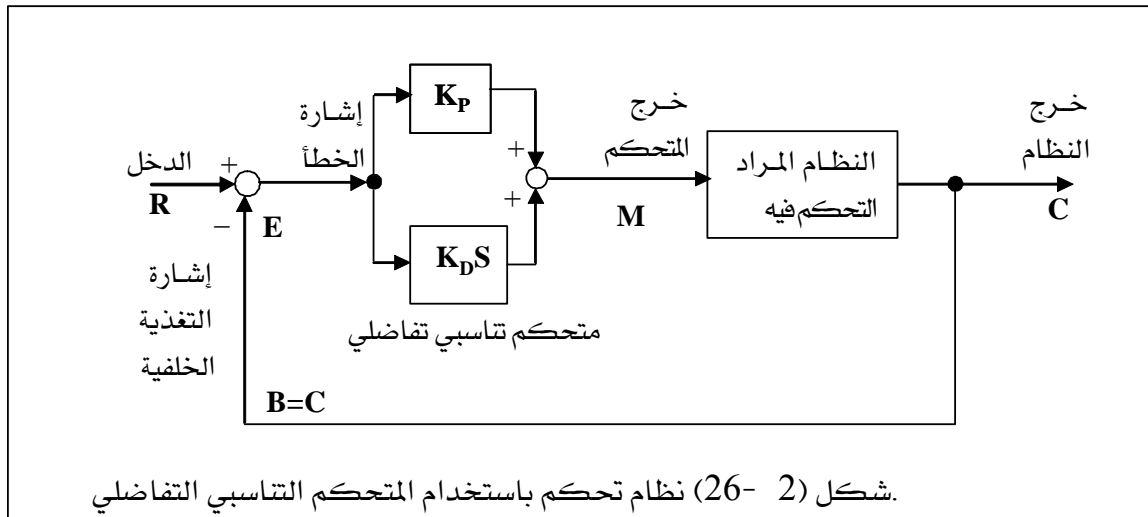 K_P
خرج
المتحكم
خرج
النظام
إشارة
الخطأ
النظام المراد
التحكم فيه
الدخل
+
+
+
R
E
M
C
−
K_DS
إشارة
التغذية
الخلفية
متحكم تناسبي تفاضلي
B=C
شكل (2 -26) نظام تحكم باستخدام المتحكم التناسبي التفاضلي.